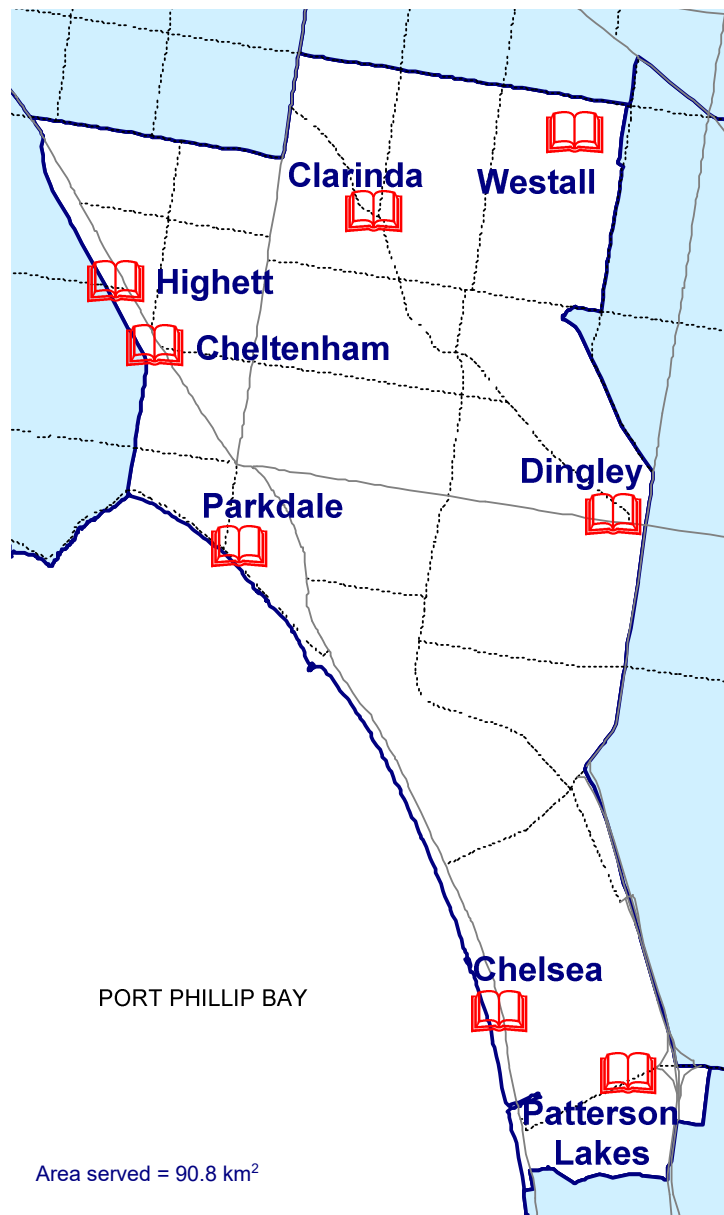 Clarinda
Westall
Highett
Cheltenham
Dingley
Parkdale
Chelsea
PORT PHILLIP BAY
Patterson
Lakes
Area served = 90.8 km²